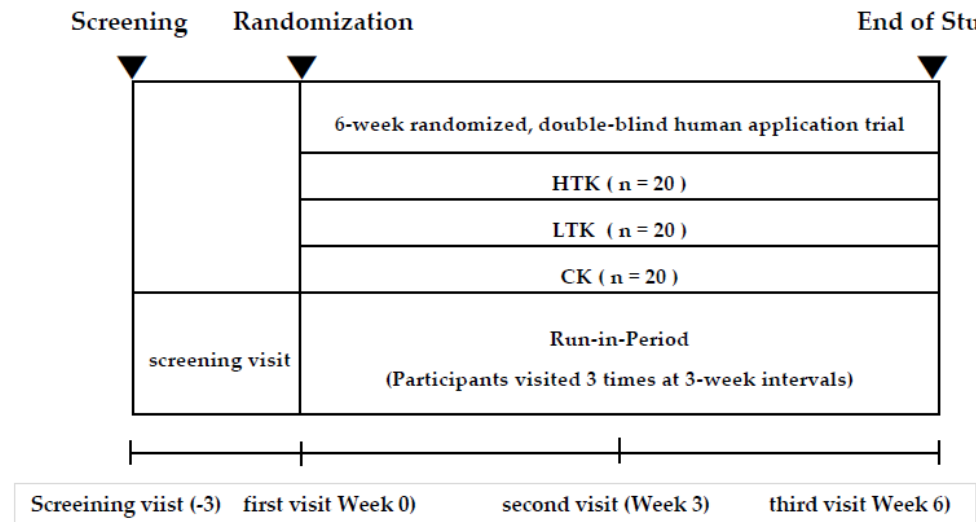 Screening Randomization End of Stu
6-week randomized, double-blind human application trial
HTK ( n = 20 )
LTK ( n = 20 )
CK ( n = 20 )
screening visit
Run-in-Period
(Participants visited 3 times at 3-week intervals)
Screeining viist (-3) first visit Week 0) second visit (Week 3) third visit Week 6)